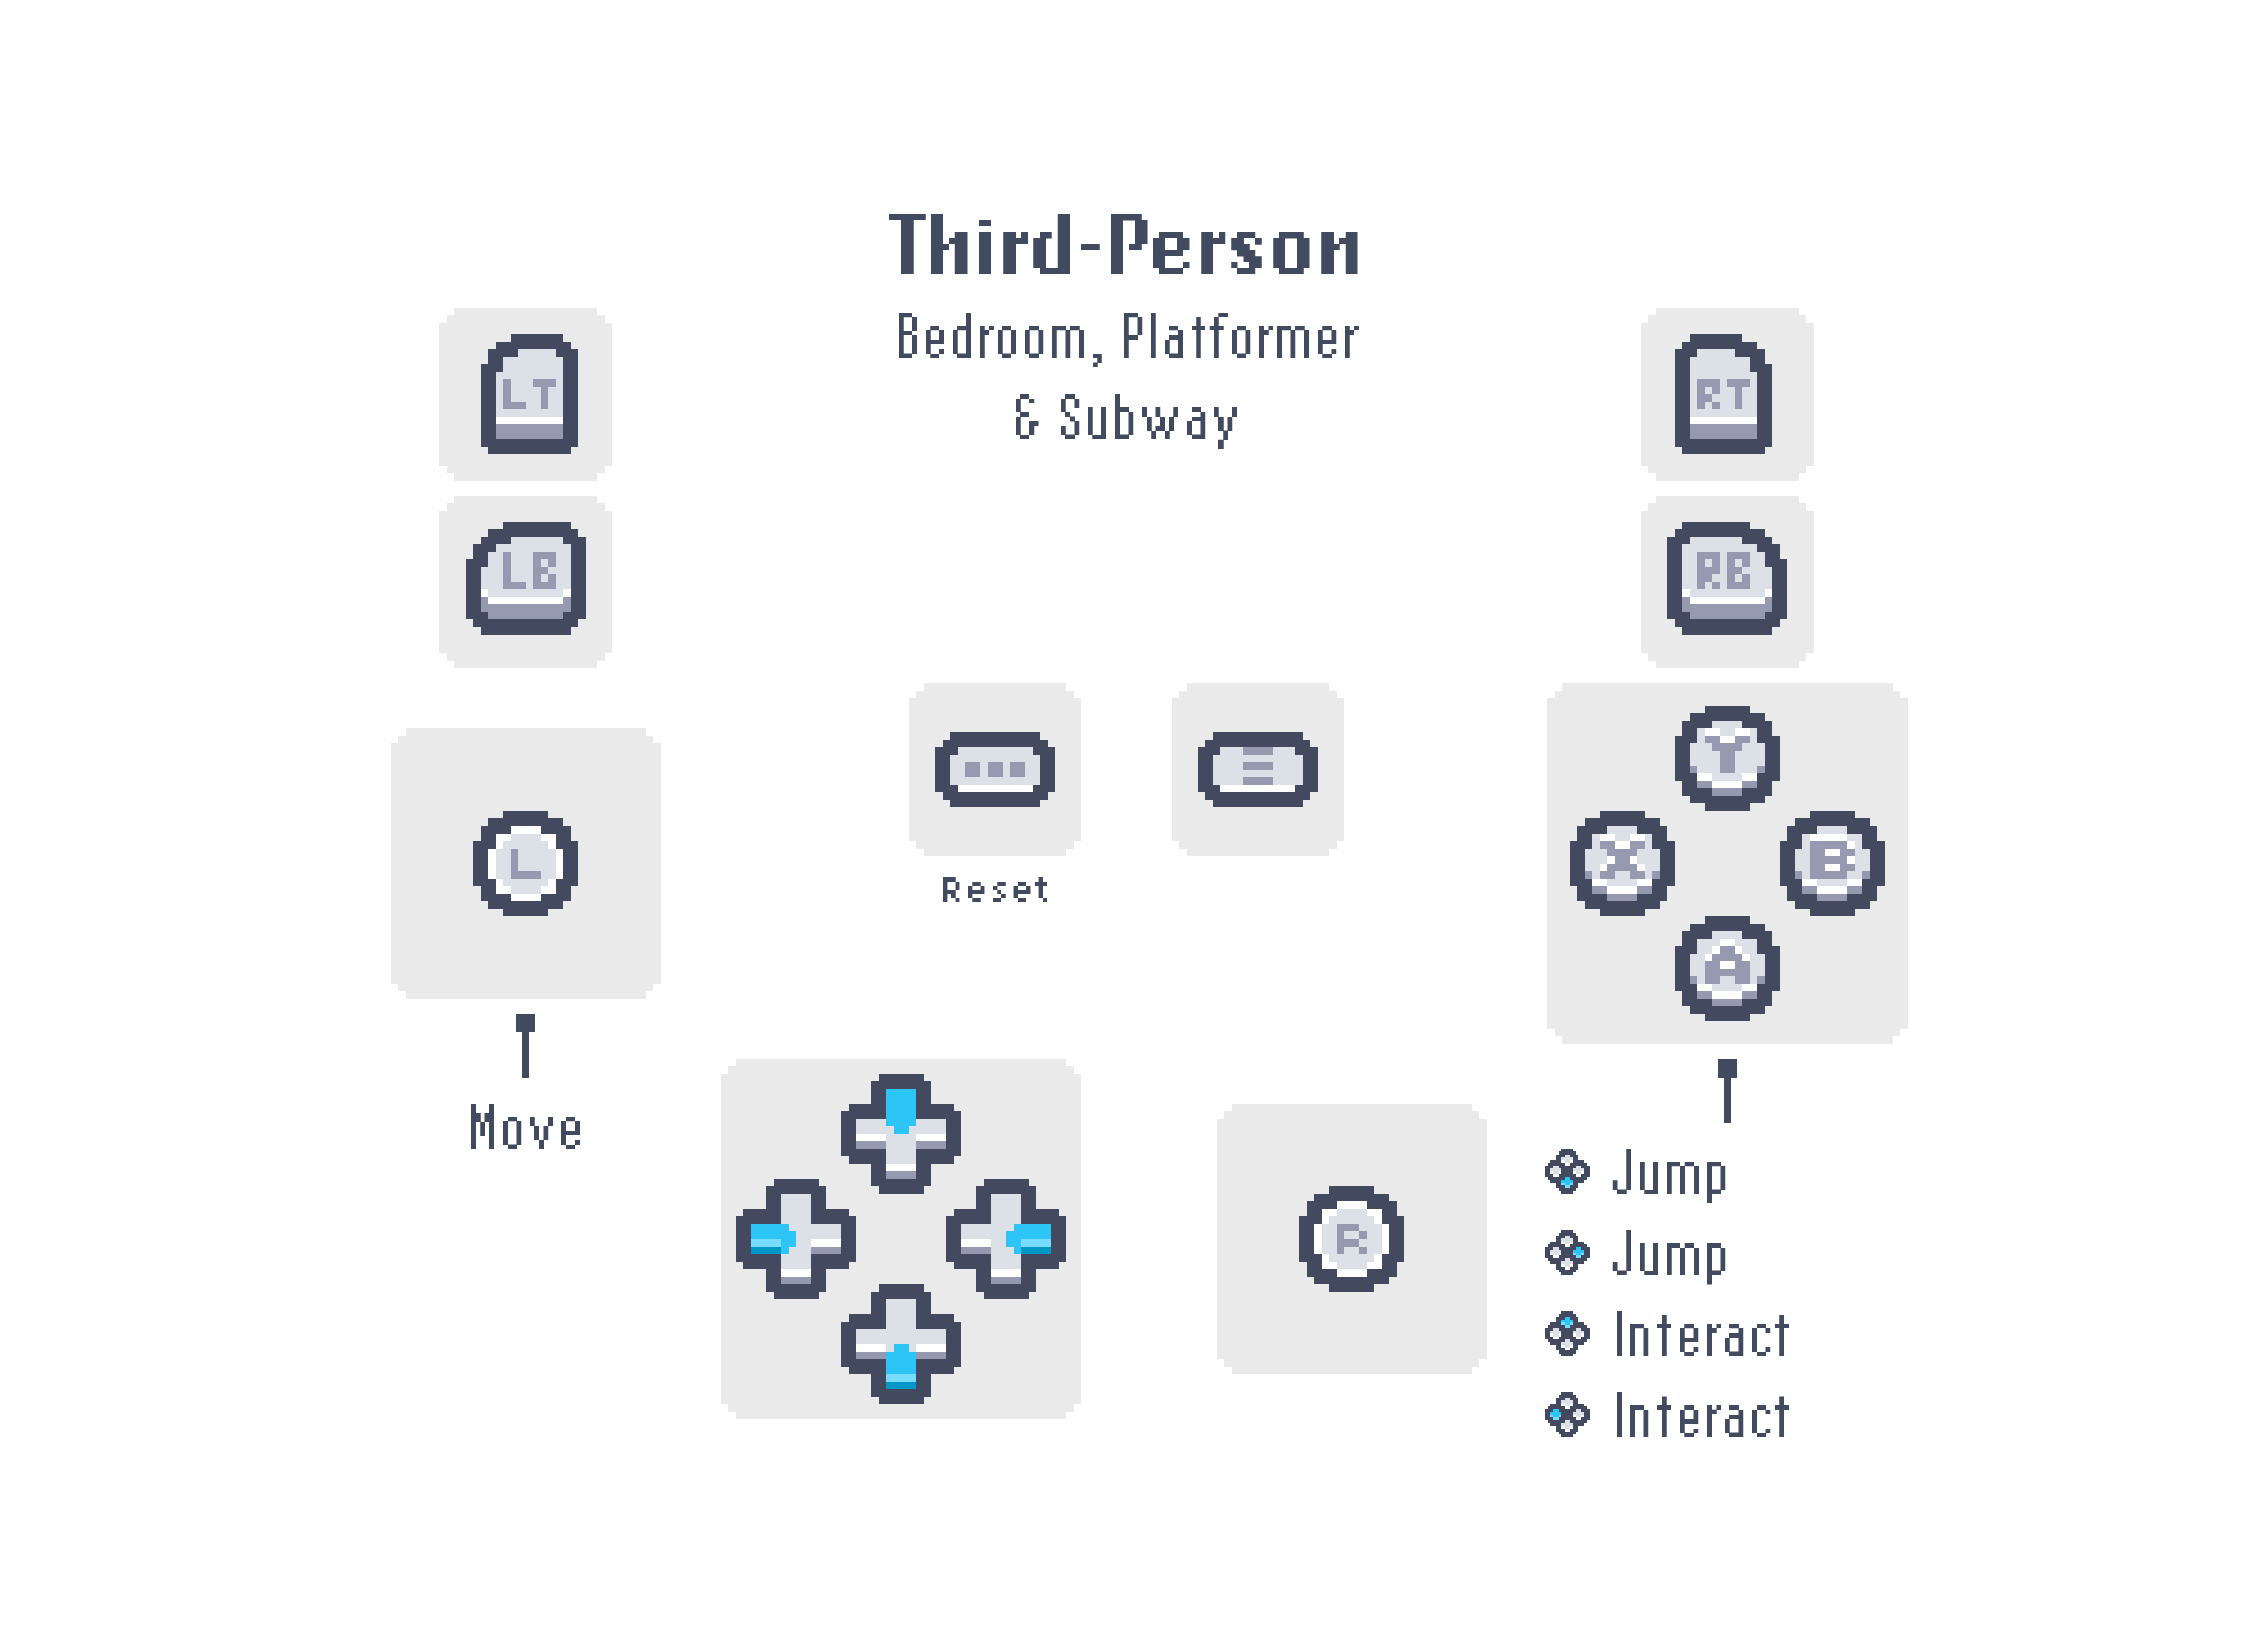 Third-Person
Bedroom, Platformer
& Subway
LT
RT
LB
RB
Y
L
X
B
Reset
A
Move
R
Jump
Jump
Interact
Interact